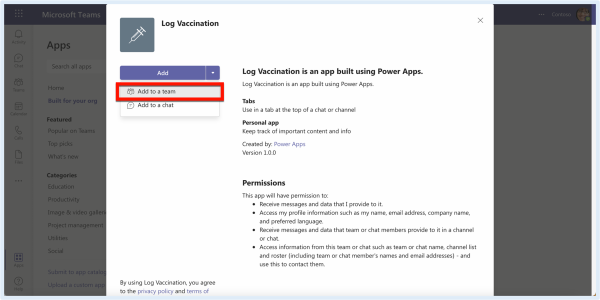 Microsoft Teams
Log Vaccination
Apps
Search all apps
Home
Built for your org
Featured
Popular on Teams
Top picks
What's new
Categories
Education
Productivity
Image & video galleries
Project management
Utilities
Social
Submit to app catalog
Upload a custom app
Add
Add to a team
Add to a chat
Log Vaccination is an app built using Power Apps.
Log Vaccination is an app built using Power Apps.
Tabs
Use in a tab at the top of a chat or channel
Personal app
Keep track of important content and info
Created by: Power Apps
Version 1.0.0
Permissions
This app will have permission to:
• Receive messages and data that I provide to it.
• Access my profile information such as my name, email address, company name,
and preferred language.
• Receive messages and data that team or chat members provide to it in a channel
or chat.
• Access information from this team or chat such as team or chat name, channel list
and roster (including team or chat member's names and email addresses) - and
use this to contact them.
By using Log Vaccination, you agree
to the privacy policy and terms of